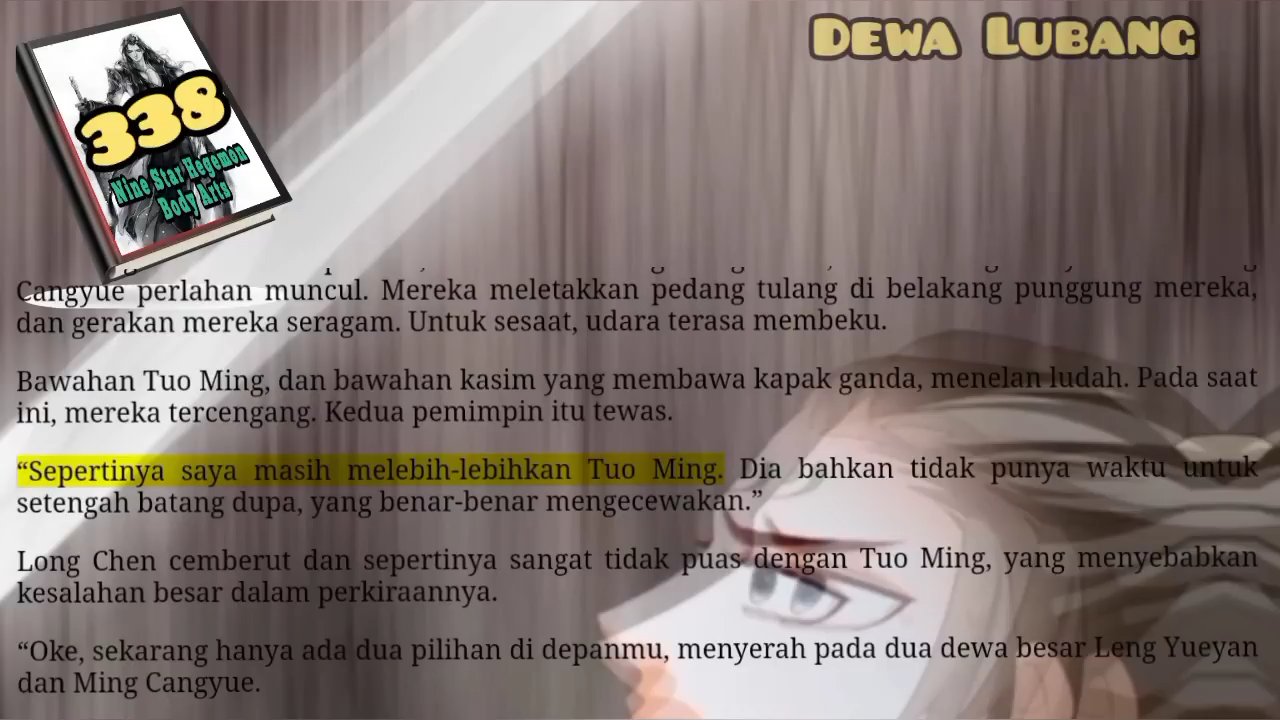 Dewa Lubang
338
Nine Star Hegemon
Body Arts
Cangyue perlahan muncul. Mereka meletakkan pedang tulang di belakang punggung mereka,
dan gerakan mereka seragam. Untuk sesaat, udara terasa membeku.
Bawahan Tuo Ming, dan bawahan kasim yang membawa kapak ganda, menelan ludah. Pada saat
ini, mereka tercengang. Kedua pemimpin itu tewas.
“Sepertinya saya masih melebih-lebihkan Tuo Ming. Dia bahkan tidak punya waktu untuk
setengah batang dupa, yang benar-benar mengecewakan.”
Long Chen cemberut dan sepertinya sangat tidak puas dengan Tuo Ming, yang menyebabkan
kesalahan besar dalam perkiraannya.
“Oke, sekarang hanya ada dua pilihan di depanmu, menyerah pada dua dewa besar Leng Yueyan
dan Ming Cangyue.